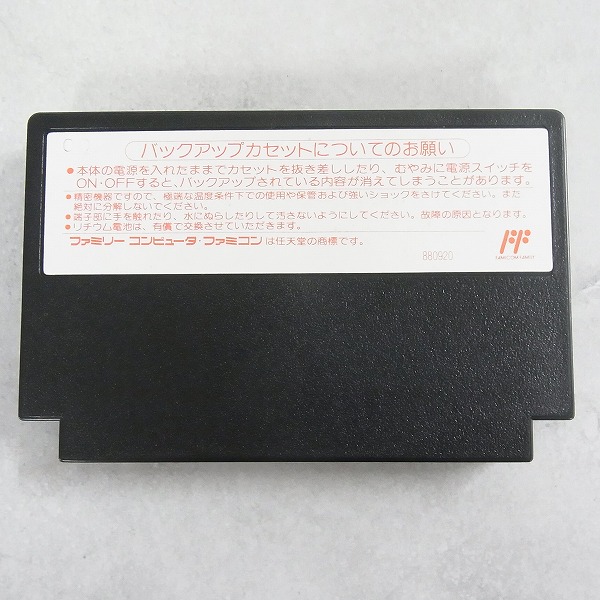 C
バックアップカセットについてのお願い
●本体の電源を入れたままでカセットを抜き差ししたり、むやみに電源スイッチを
ON・OFFすると、バックアップされている内容が消えてしまうことがあります。
●精密機器ですので、極端な温度条件下での使用や保管および強いショックをさけてください。また
絶対に分解しないでください。
●端子部に手を触れたり、水にぬらしたりして汚さないようにしてください。故障の原因となります。
●リチウム電池は、有償で交換させていただきます。
ファミリー コンピュータ・ファミコンは任天堂の商標です。
880920
FAMICOM FAMILY